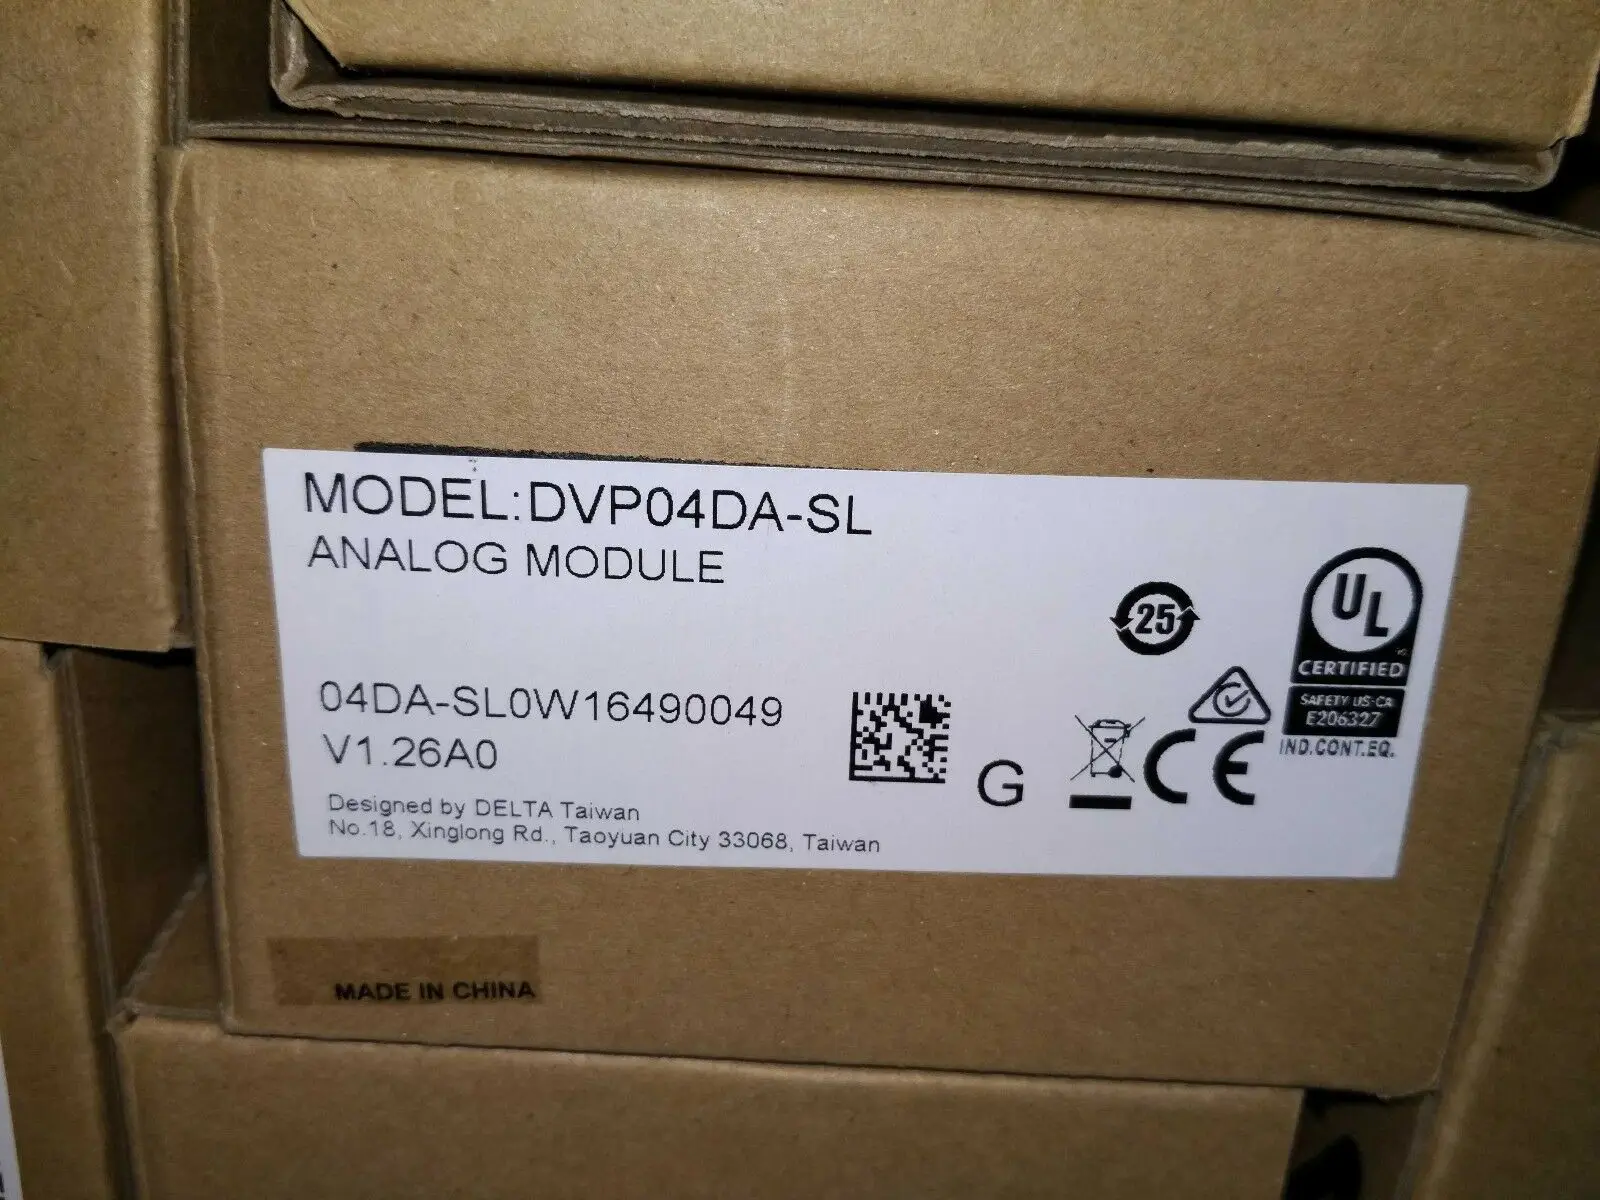 MODEL:DVP04DA-SL
ANALOG MODULE
25
UL
CERTIFIED
SAFETY US-CA
E206327
IND.CONT.EQ.
04DA-SL0W16490049
V1.26A0
G
CE
Designed by DELTA Taiwan
No.18, Xinglong Rd., Taoyuan City 33068, Taiwan
MADE IN CHINA